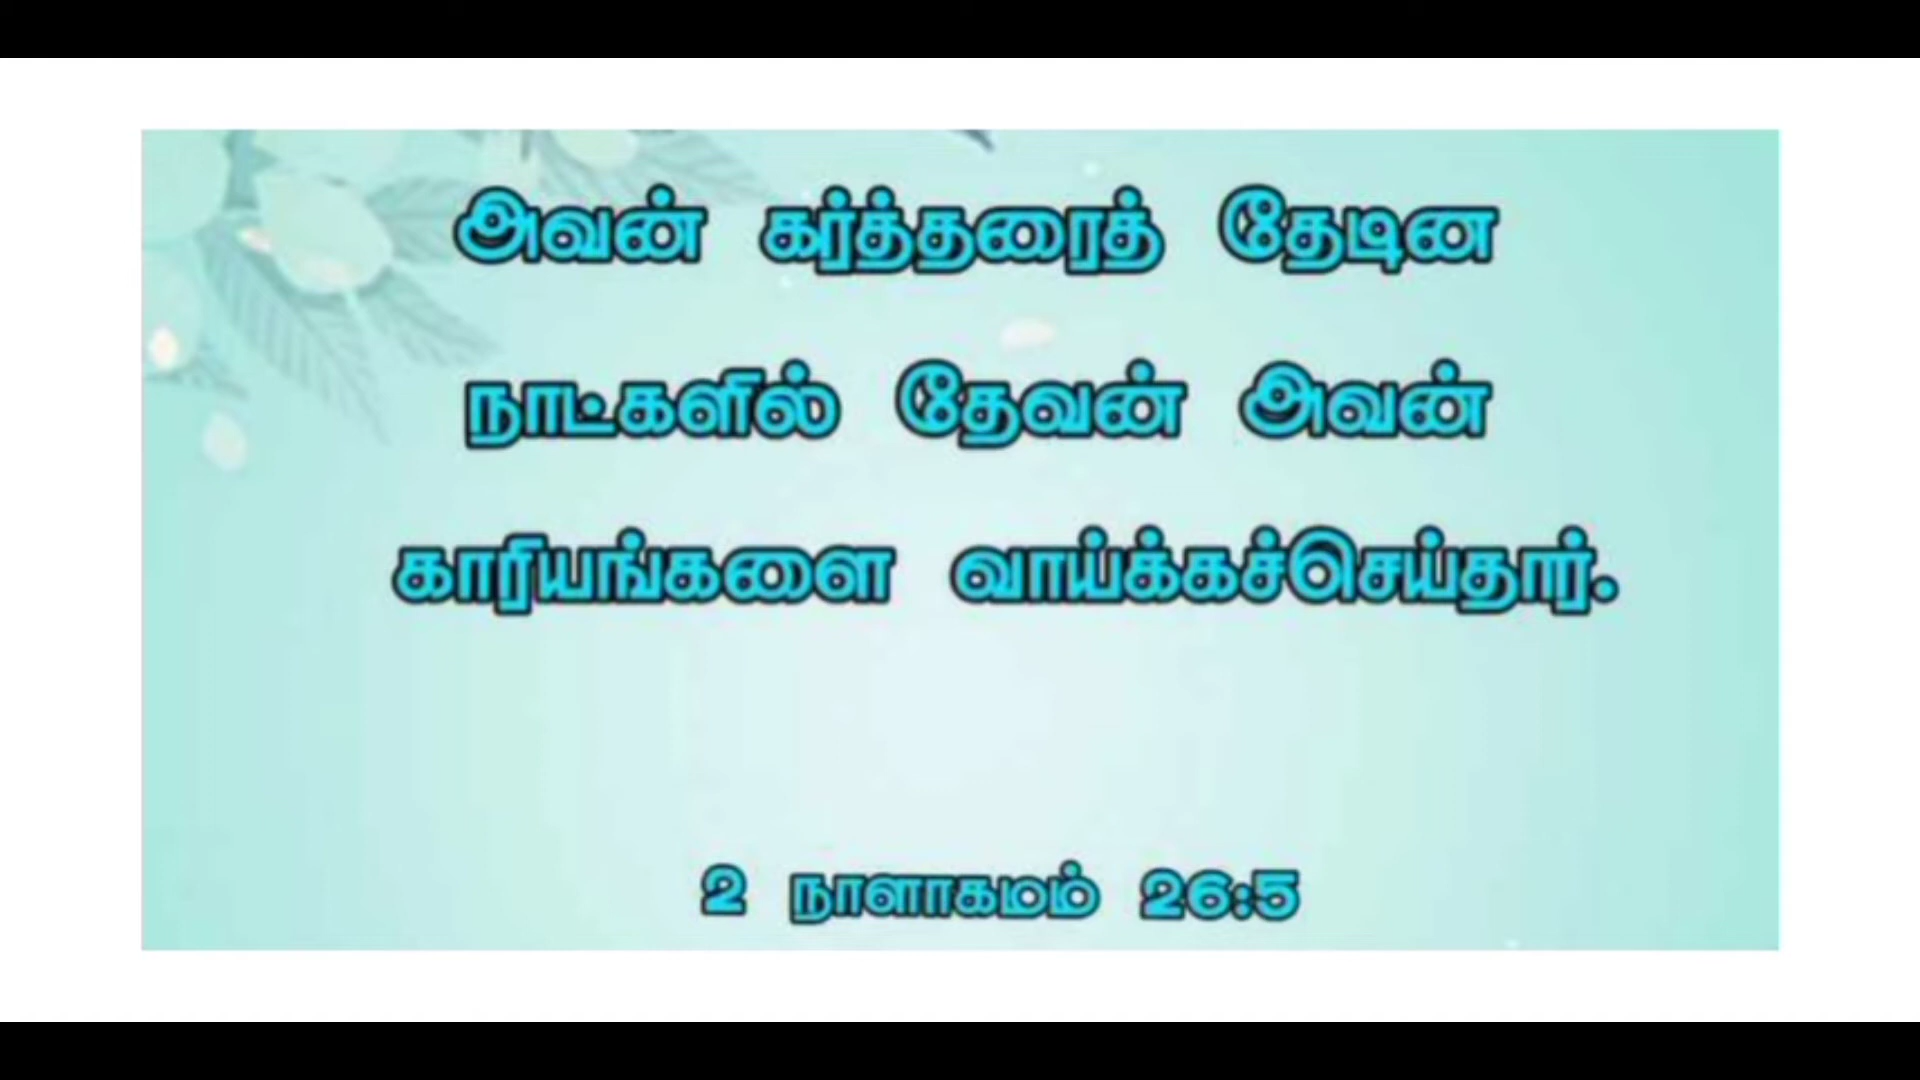 அவன் கர்த்தரைத் தேடின
நாட்களில் தேவன் அவன்
காரியங்களை வாய்க்கச்செய்தார்.
2 நாளாகமம் 26:5